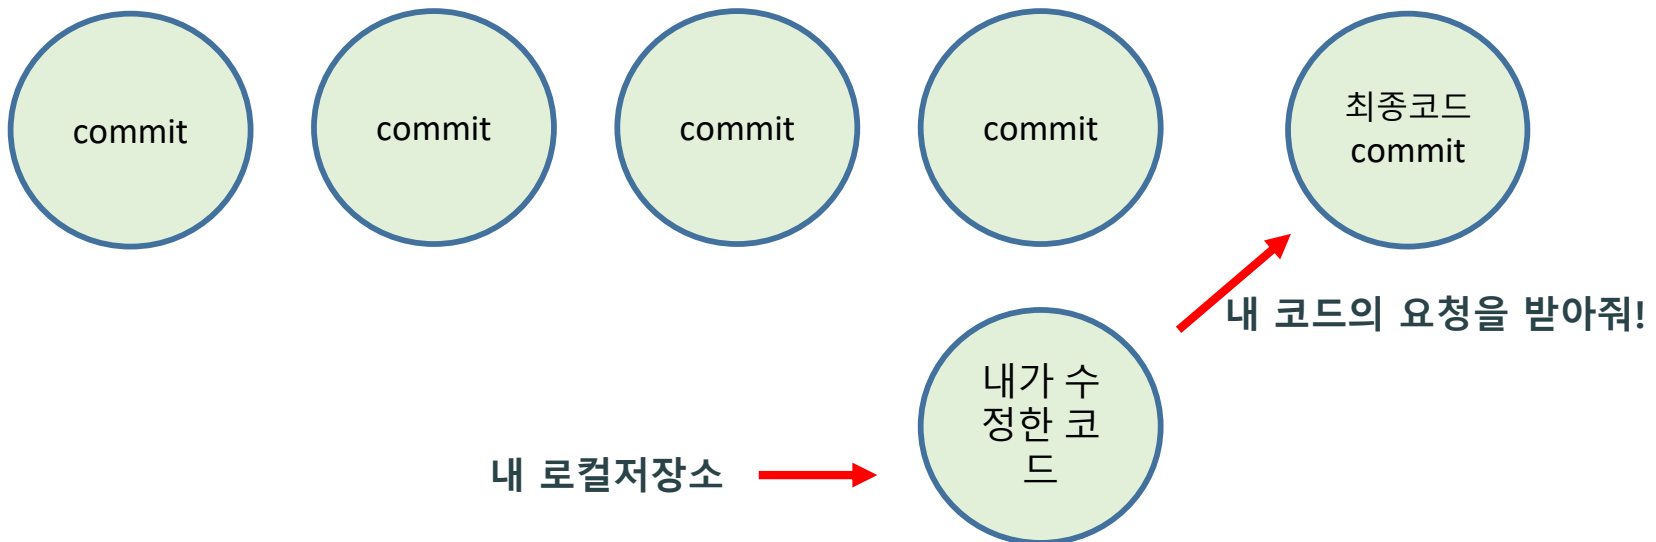 commit
commit
commit
commit
최종코드
commit
내 코드의 요청을 받아줘!
내가 수
정한 코
드
내 로컬저장소